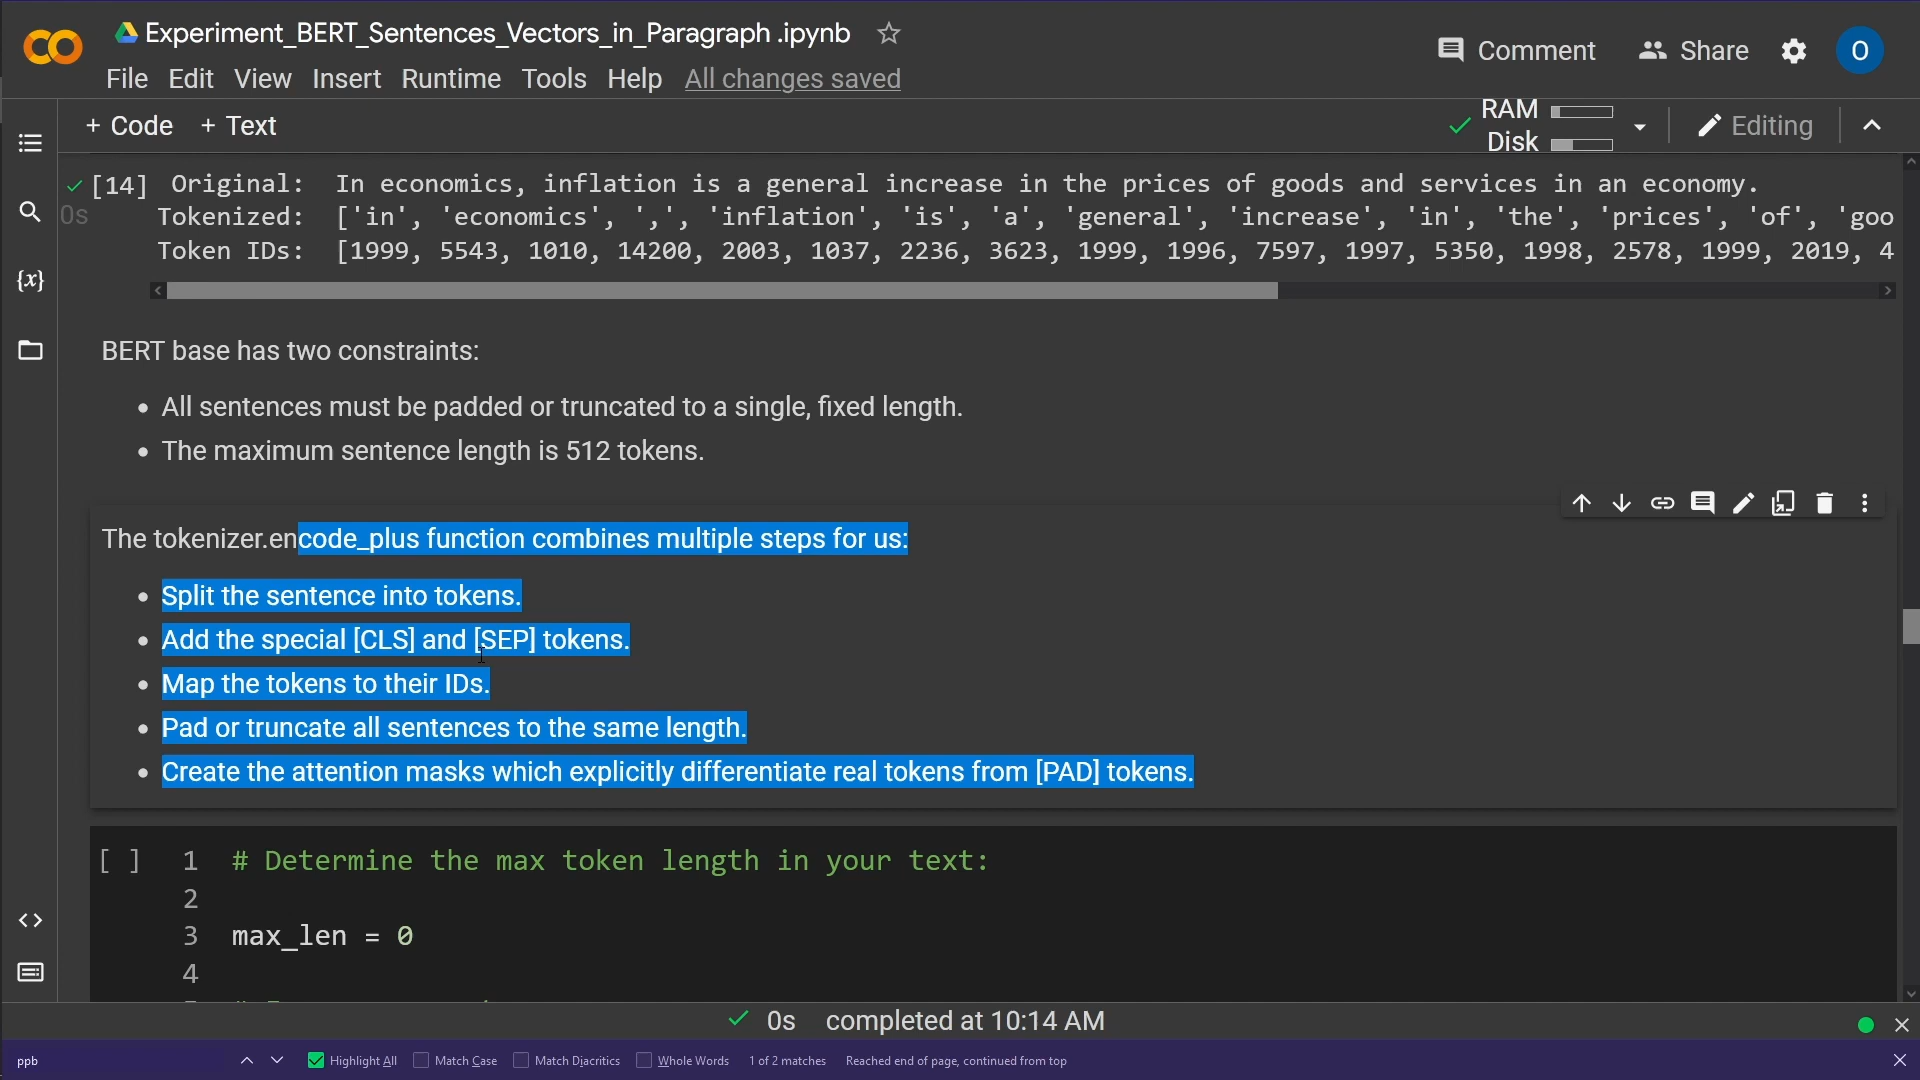 Experiment_BERT_Sentences_Vectors_in_Paragraph .ipynb
Comment Share O
File Edit View Insert Runtime Tools Help All changes saved
+ Code + Text
RAM
Disk
Editing
[14] Original: In economics, inflation is a general increase in the prices of goods and services in an economy.
0s Tokenized: ['in', 'economics', ',', 'inflation', 'is', 'a', 'general', 'increase', 'in', 'the', 'prices', 'of', 'goo
Token IDs: [1999, 5543, 1010, 14200, 2003, 1037, 2236, 3623, 1999, 1996, 7597, 1997, 5350, 1998, 2578, 1999, 2019, 4
{x}
BERT base has two constraints:
• All sentences must be padded or truncated to a single, fixed length.
• The maximum sentence length is 512 tokens.
The tokenizer.encode_plus function combines multiple steps for us:
• Split the sentence into tokens.
• Add the special [CLS] and [SEP] tokens.
• Map the tokens to their IDs.
• Pad or truncate all sentences to the same length.
• Create the attention masks which explicitly differentiate real tokens from [PAD] tokens.
[ ] 1 # Determine the max token length in your text:
2
3 max_len = 0
4
0s completed at 10:14 AM
ppb Highlight All Match Case Match Diacritics Whole Words 1 of 2 matches Reached end of page, continued from top